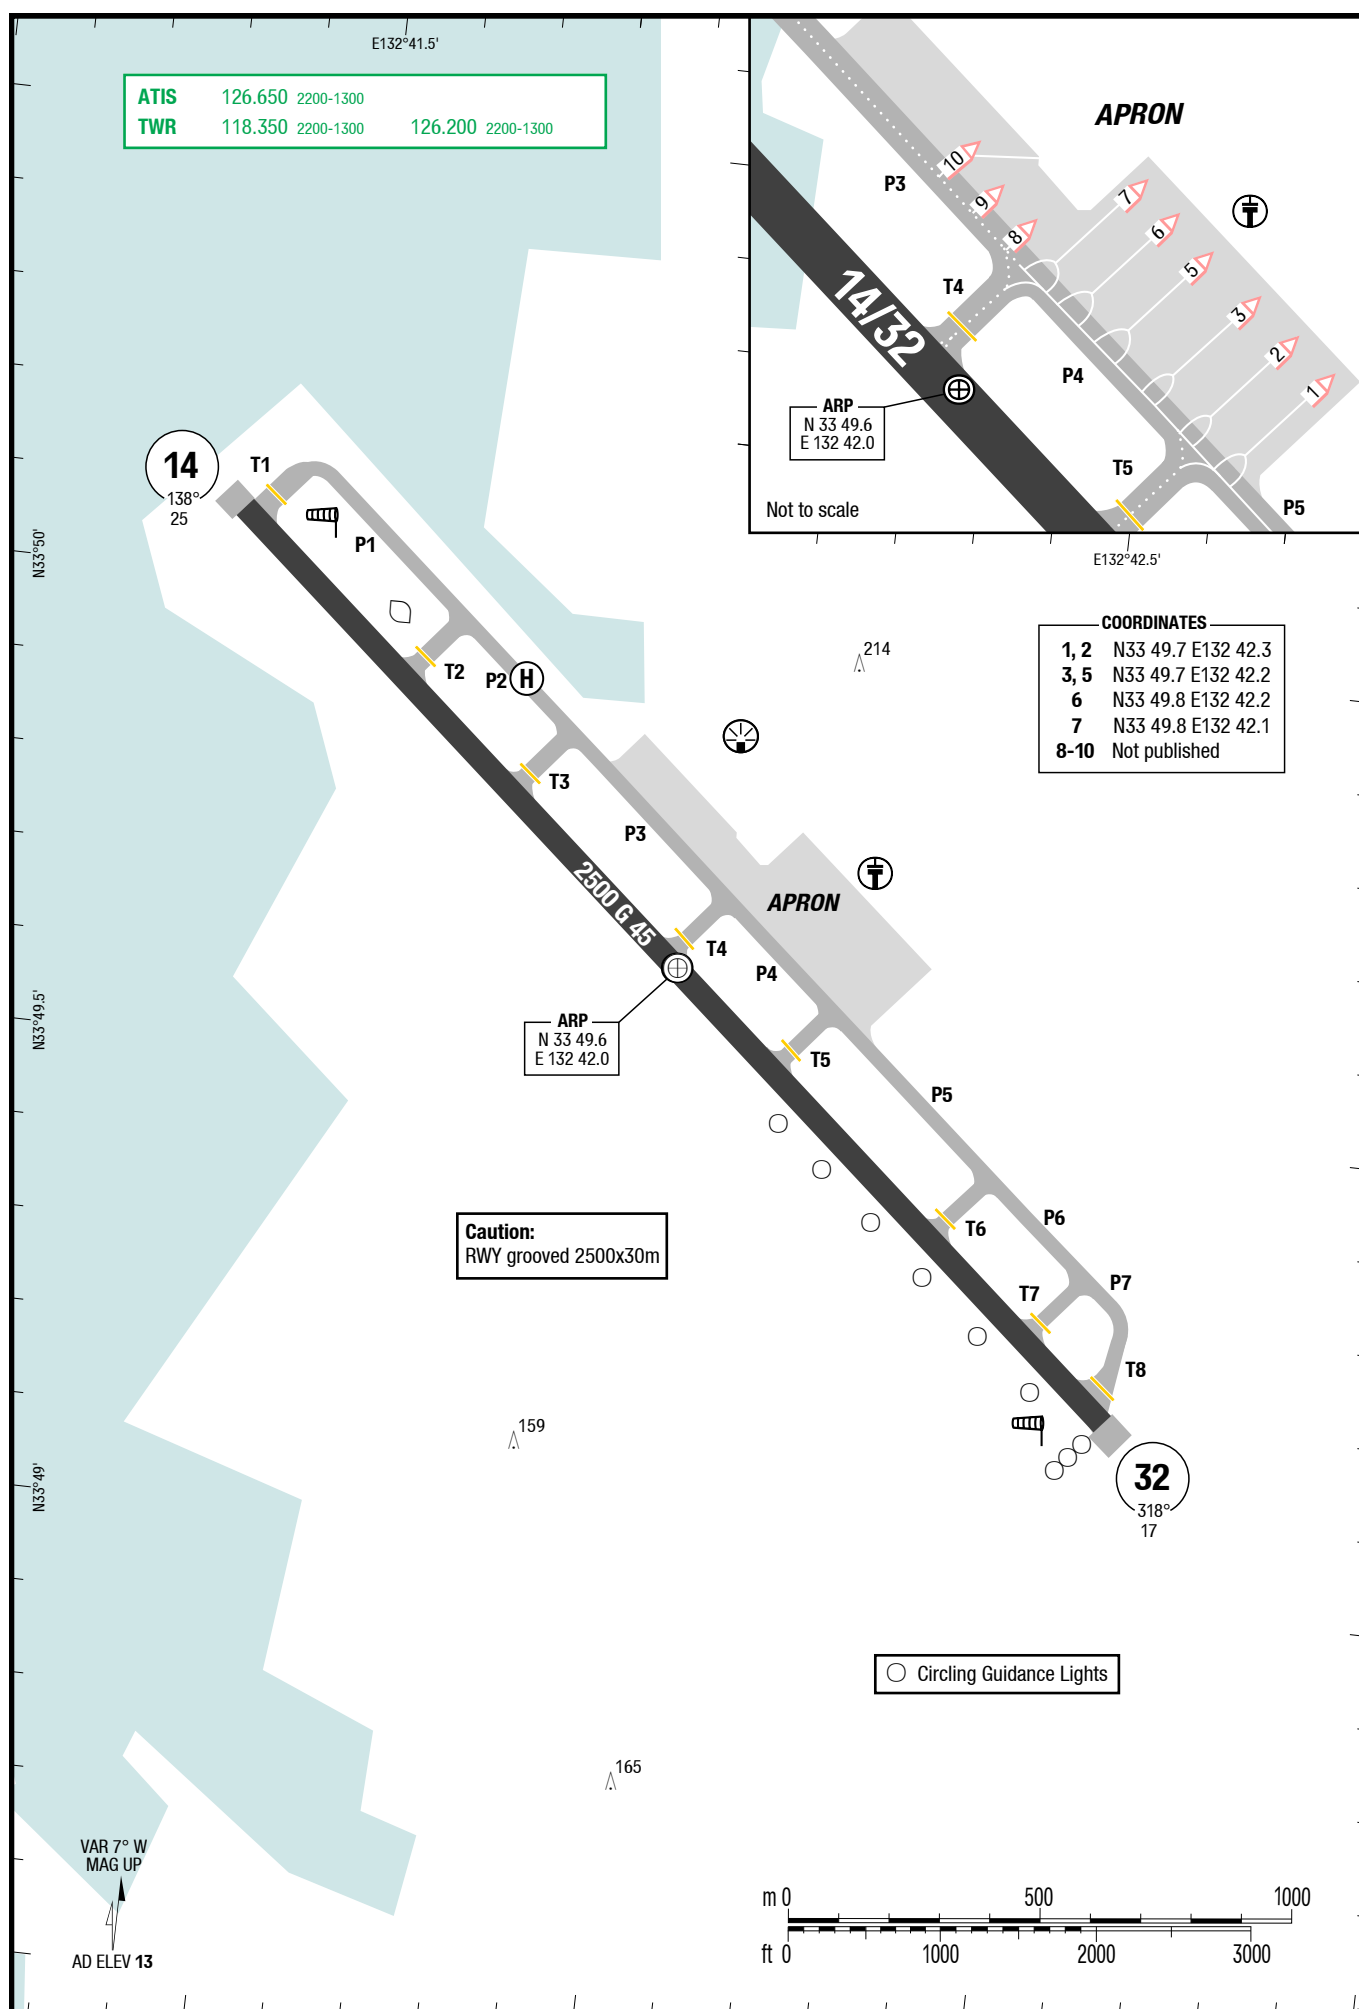 E132°41.5'
ATIS 126.650 2200-1300
TWR 118.350 2200-1300 126.200 2200-1300
APRON
10
9
8
7
6
5
3
2
1
P3
T4
14/32
P4
ARP
N 33 49.6
E 132 42.0
T5
P5
Not to scale
E132°42.5'
14
138°
25
T1
P1
N33°50'
T2
P2
H
T3
214
COORDINATES
1, 2 N33 49.7 E132 42.3
3, 5 N33 49.7 E132 42.2
6 N33 49.8 E132 42.2
7 N33 49.8 E132 42.1
8-10 Not published
P3
2500 G 45
APRON
T4
P4
N33°49.5'
ARP
N 33 49.6
E 132 42.0
T5
P5
Caution:
RWY grooved 2500x30m
T6
P6
T7
P7
T8
159
32
318°
17
N33°49'
Circling Guidance Lights
165
VAR 7° W
MAG UP
AD ELEV 13
m 0 500 1000
ft 0 1000 2000 3000